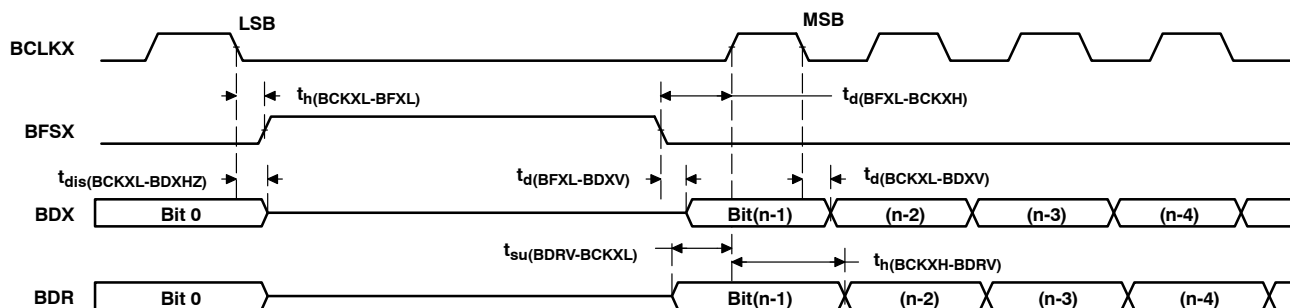 LSB
MSB
BCLKX
th(BCKXL-BFXL)
td(BFXL-BCKXH)
BFSX
tdis(BCKXL-BDXHZ)
td(BFXL-BDXV)
td(BCKXL-BDXV)
BDX
Bit 0
Bit(n-1)
(n-2)
(n-3)
(n-4)
tsu(BDRV-BCKXL)
th(BCKXH-BDRV)
BDR
Bit 0
Bit(n-1)
(n-2)
(n-3)
(n-4)